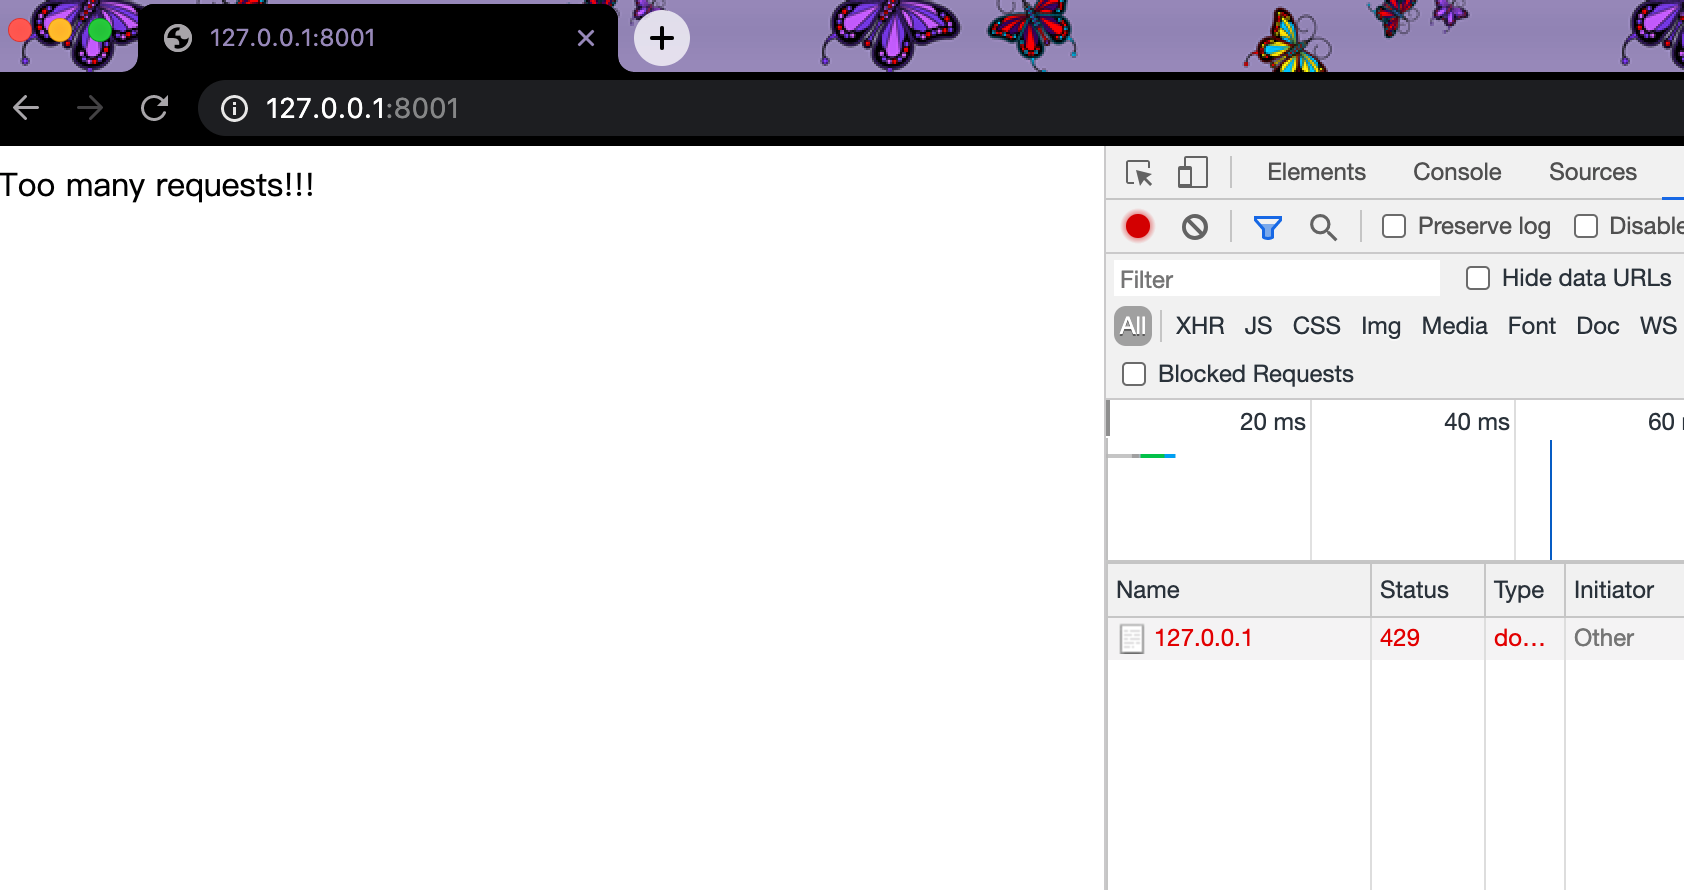 127.0.0.1:8001
127.0.0.1:8001
Too many requests!!!
Elements Console Sources
Preserve log
Filter Hide data URLs
All XHR JS CSS Img Media Font Doc WS
Blocked Requests
20 ms 40 ms 60
Name Status Type Initiator
127.0.0.1 429 do... Other